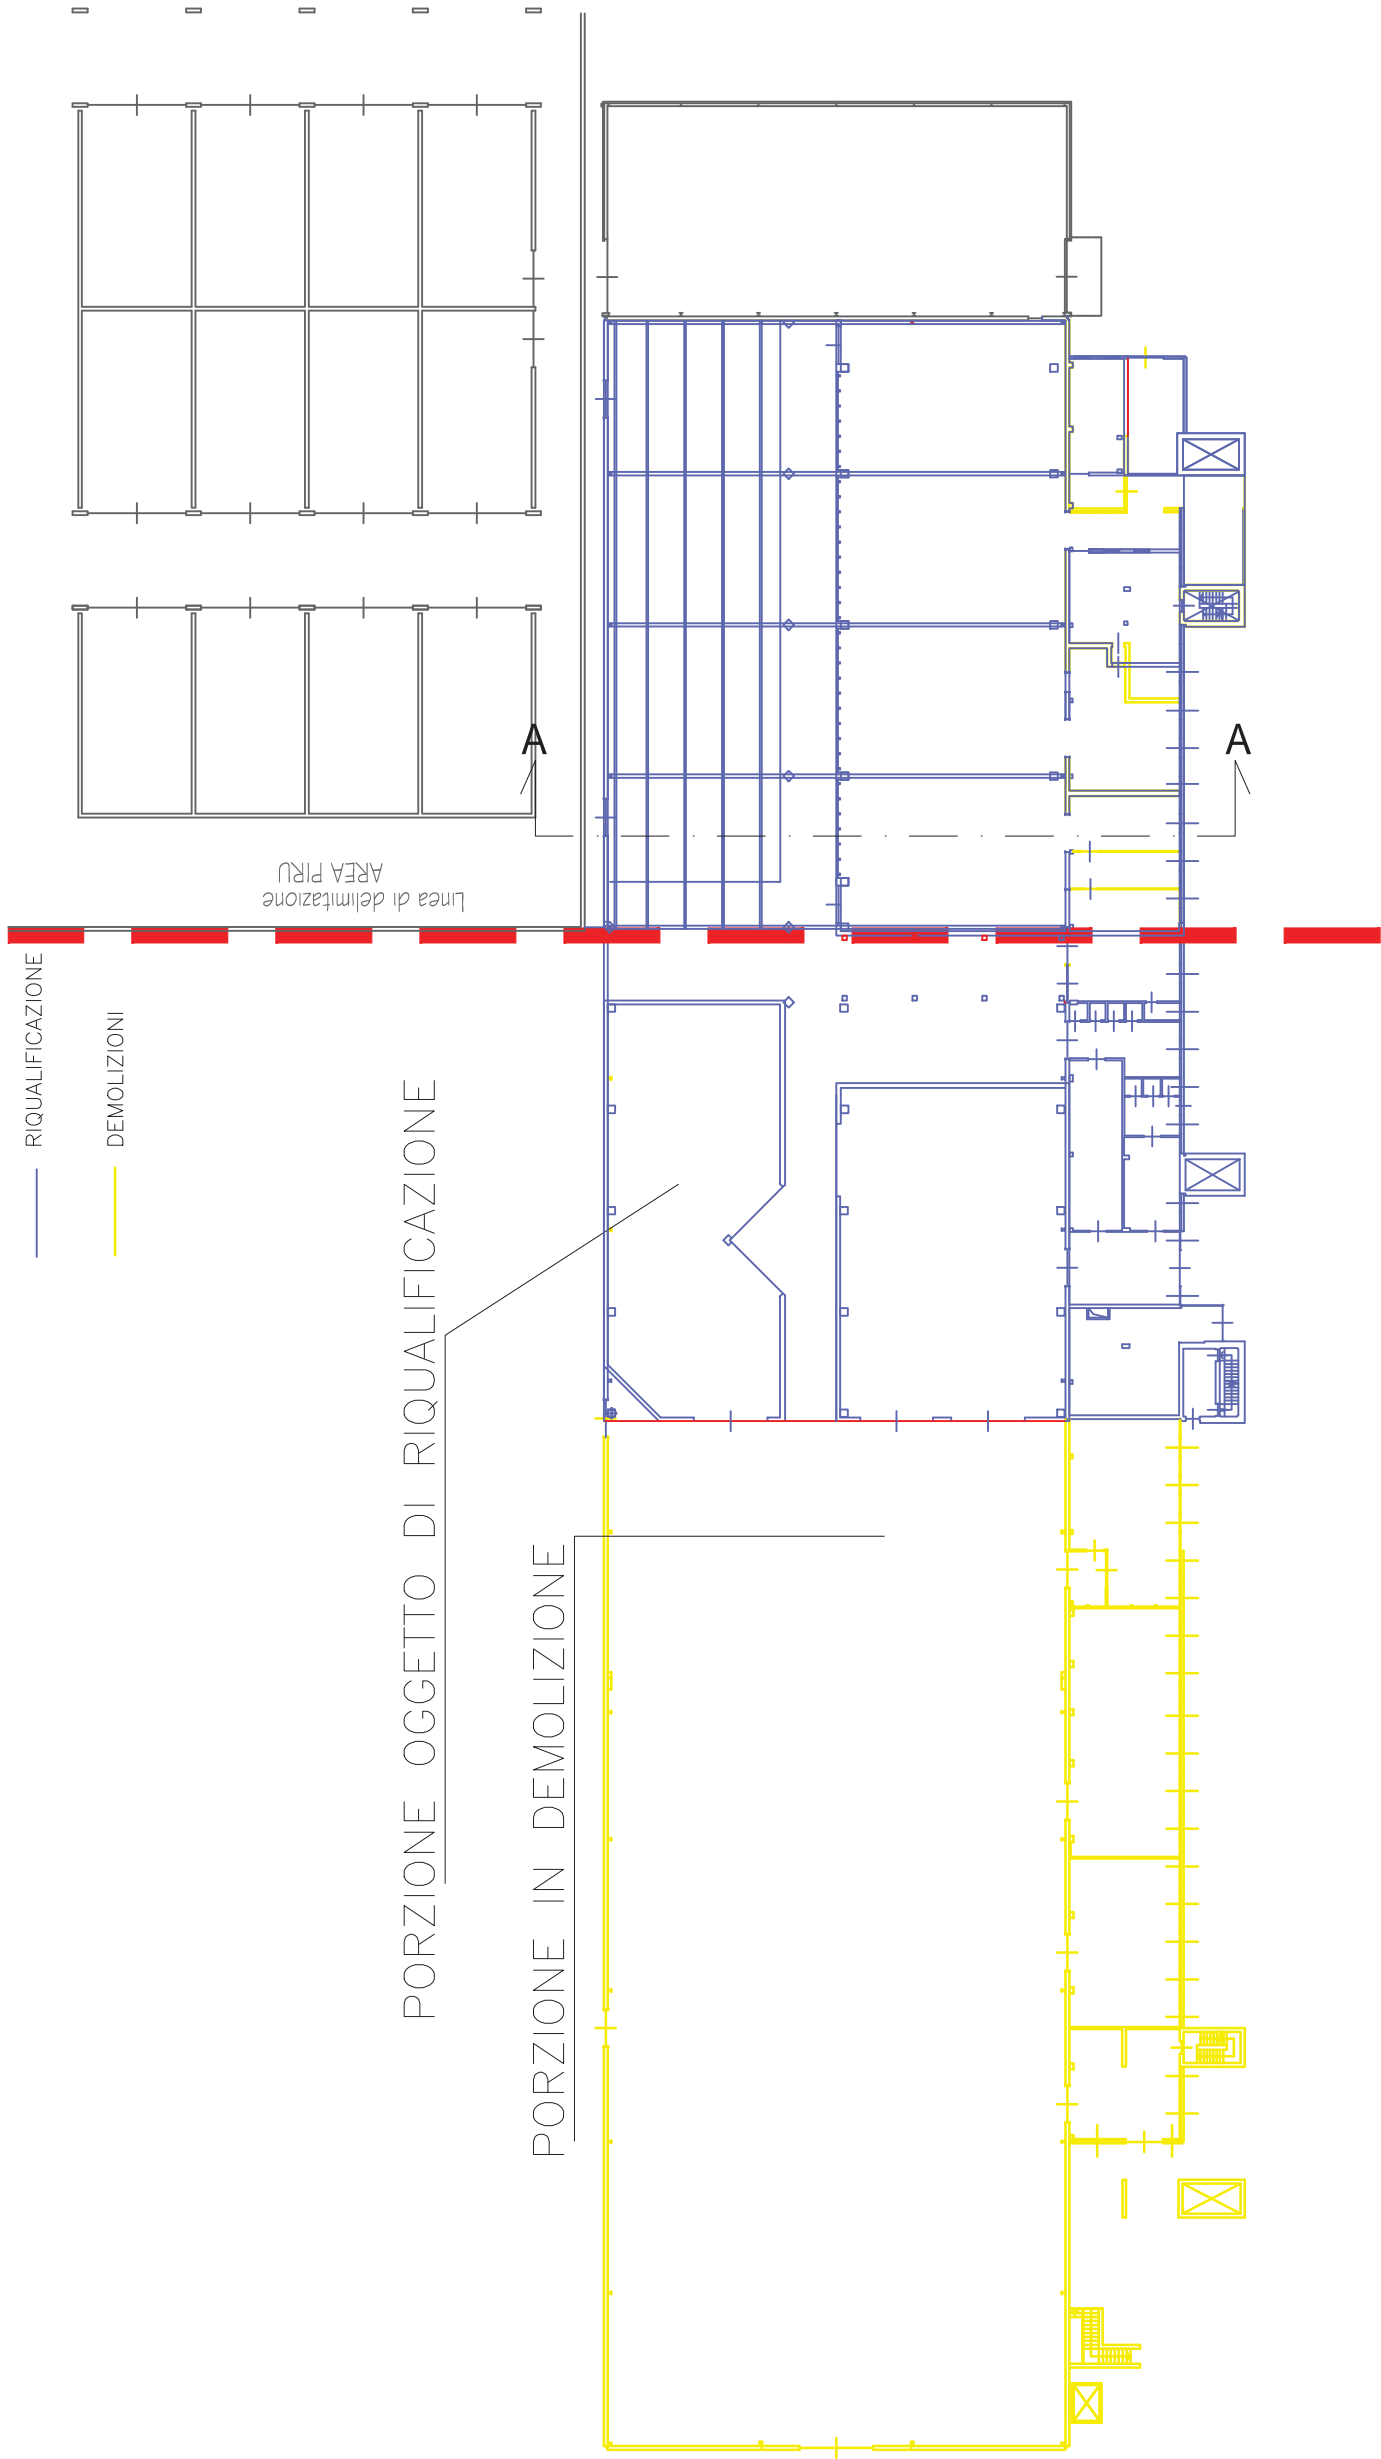 A
A
Linea di delimitazione
AREA PIRU
RIQUALIFICAZIONE
DEMOLIZIONI
PORZIONE OGGETTO DI RIQUALIFICAZIONE
PORZIONE IN DEMOLIZIONE